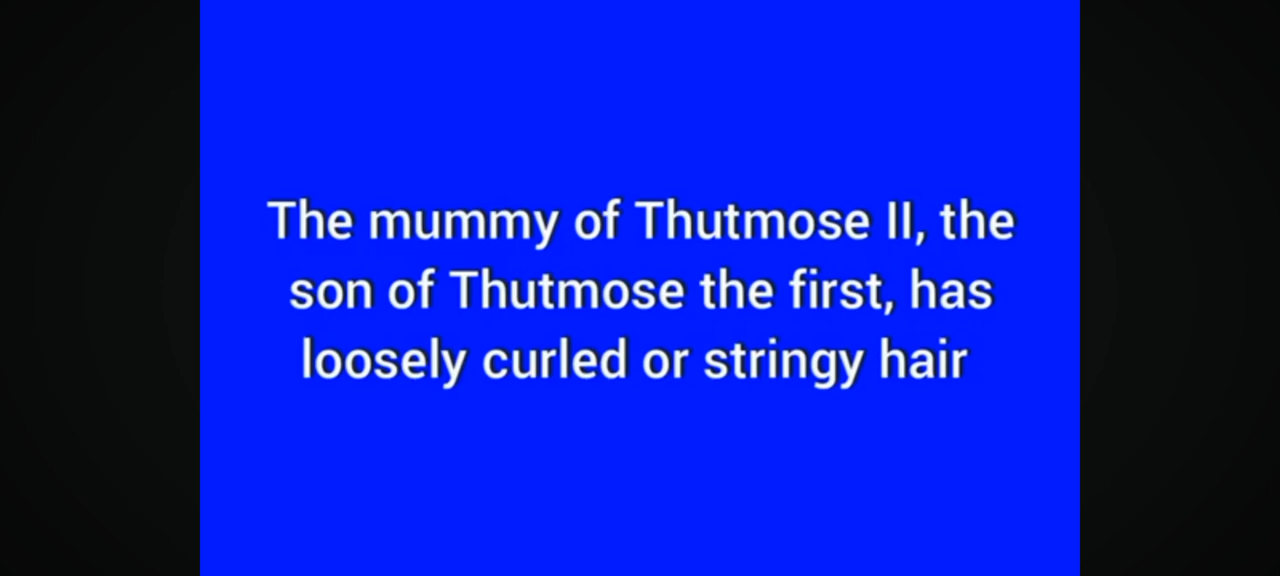 The mummy of Thutmose II, the
son of Thutmose the first, has
loosely curled or stringy hair